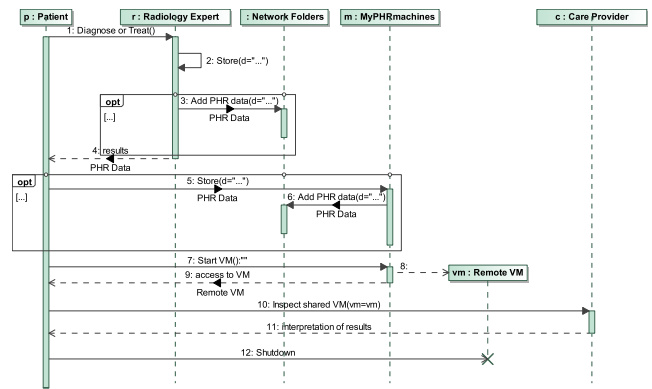 p : Patient
r : Radiology Expert
: Network Folders
m : MyPHRmachines
c : Care Provider
1: Diagnose or Treat()
2: Store(d="...")
opt
3: Add PHR data(d="...")
[...]
PHR Data
4: results
PHR Data
opt
5: Store(d="...")
[...]
PHR Data
6: Add PHR data(d="...")
PHR Data
7: Start VM():""
8:
vm : Remote VM
9: access to VM
Remote VM
10: Inspect shared VM(vm=vm)
11: interpretation of results
12: Shutdown